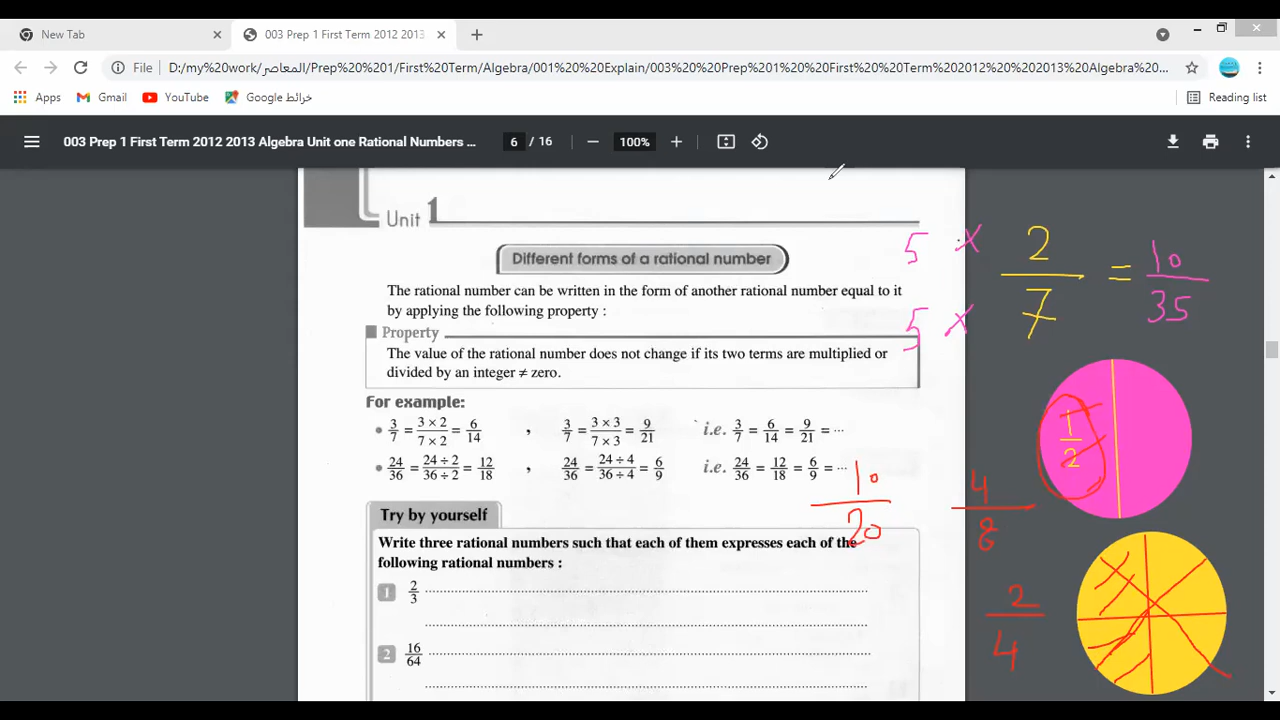 New Tab
003 Prep 1 First Term 2012 2013
File D:/my%20work/المعاصر/Prep%20%201/First%20Term/Algebra/001%20%20Explain/003%20%20Prep%201%20%20First%20%20Term%202012%20%202013%20Algebra%20...
Apps Gmail YouTube خرائط Google Reading list
003 Prep 1 First Term 2012 2013 Algebra Unit one Rational Numbers ... 6 / 16 100%
Unit 1
Different forms of a rational number
The rational number can be written in the form of another rational number equal to it
by applying the following property :
Property
The value of the rational number does not change if its two terms are multiplied or
divided by an integer ≠ zero.
For example:
• 3/7 = 3 × 2/7 × 2 = 6/14 , 3/7 = 3 × 3/7 × 3 = 9/21 i.e. 3/7 = 6/14 = 9/21 = ...
• 24/36 = 24 ÷ 2/36 ÷ 2 = 12/18 , 24/36 = 24 ÷ 4/36 ÷ 4 = 6/9 i.e. 24/36 = 12/18 = 6/9 = ...
Try by yourself
Write three rational numbers such that each of them expresses each of the
following rational numbers :
1 2/3
2 16/64
5 × 2
5 × 7
= 10/35
1/2
10/20
4/8
2/4